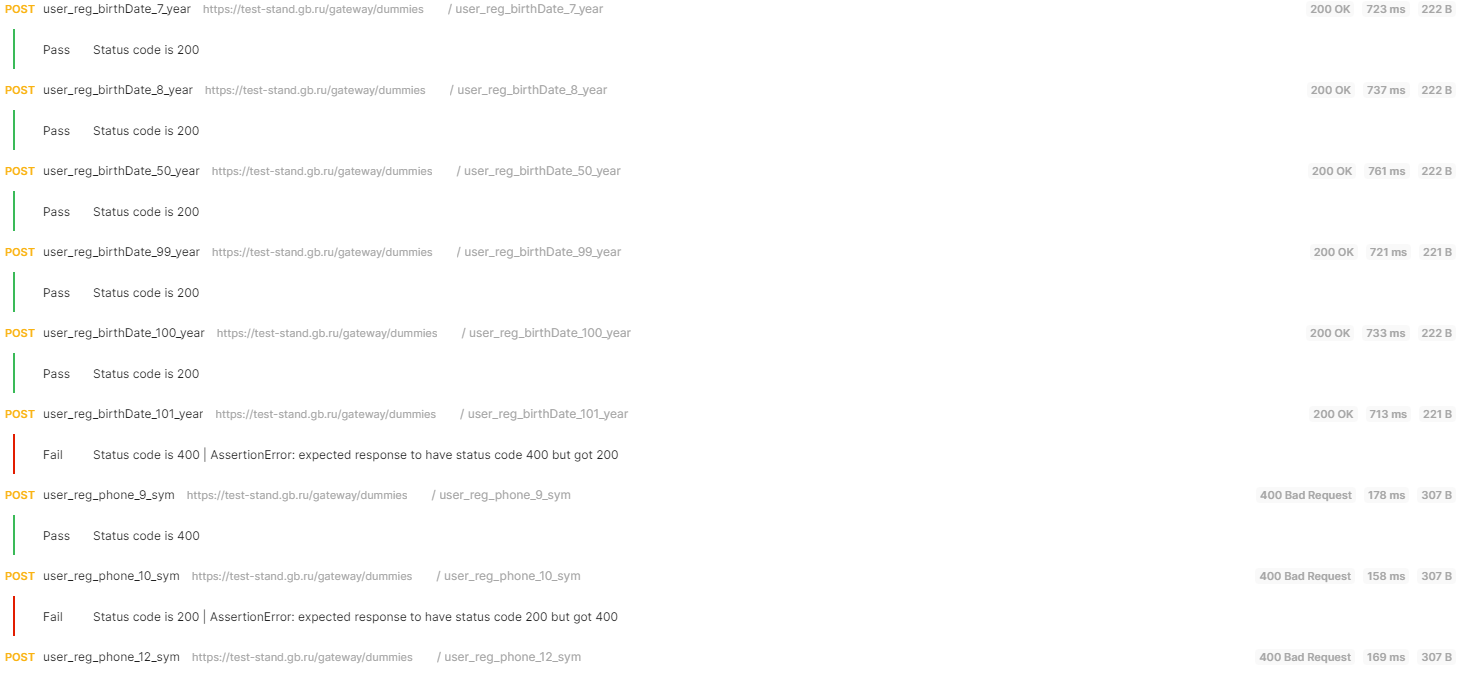 POST user_reg_birthDate_7_year https://test-stand.gb.ru/gateway/dummies / user_reg_birthDate_7_year 200 OK 723 ms 222 B
Pass Status code is 200
POST user_reg_birthDate_8_year https://test-stand.gb.ru/gateway/dummies / user_reg_birthDate_8_year 200 OK 737 ms 222 B
Pass Status code is 200
POST user_reg_birthDate_50_year https://test-stand.gb.ru/gateway/dummies / user_reg_birthDate_50_year 200 OK 761 ms 222 B
Pass Status code is 200
POST user_reg_birthDate_99_year https://test-stand.gb.ru/gateway/dummies / user_reg_birthDate_99_year 200 OK 721 ms 221 B
Pass Status code is 200
POST user_reg_birthDate_100_year https://test-stand.gb.ru/gateway/dummies / user_reg_birthDate_100_year 200 OK 733 ms 222 B
Pass Status code is 200
POST user_reg_birthDate_101_year https://test-stand.gb.ru/gateway/dummies / user_reg_birthDate_101_year 200 OK 713 ms 221 B
Fail Status code is 400 | AssertionError: expected response to have status code 400 but got 200
POST user_reg_phone_9_sym https://test-stand.gb.ru/gateway/dummies / user_reg_phone_9_sym 400 Bad Request 178 ms 307 B
Pass Status code is 400
POST user_reg_phone_10_sym https://test-stand.gb.ru/gateway/dummies / user_reg_phone_10_sym 400 Bad Request 158 ms 307 B
Fail Status code is 200 | AssertionError: expected response to have status code 200 but got 400
POST user_reg_phone_12_sym https://test-stand.gb.ru/gateway/dummies / user_reg_phone_12_sym 400 Bad Request 169 ms 307 B